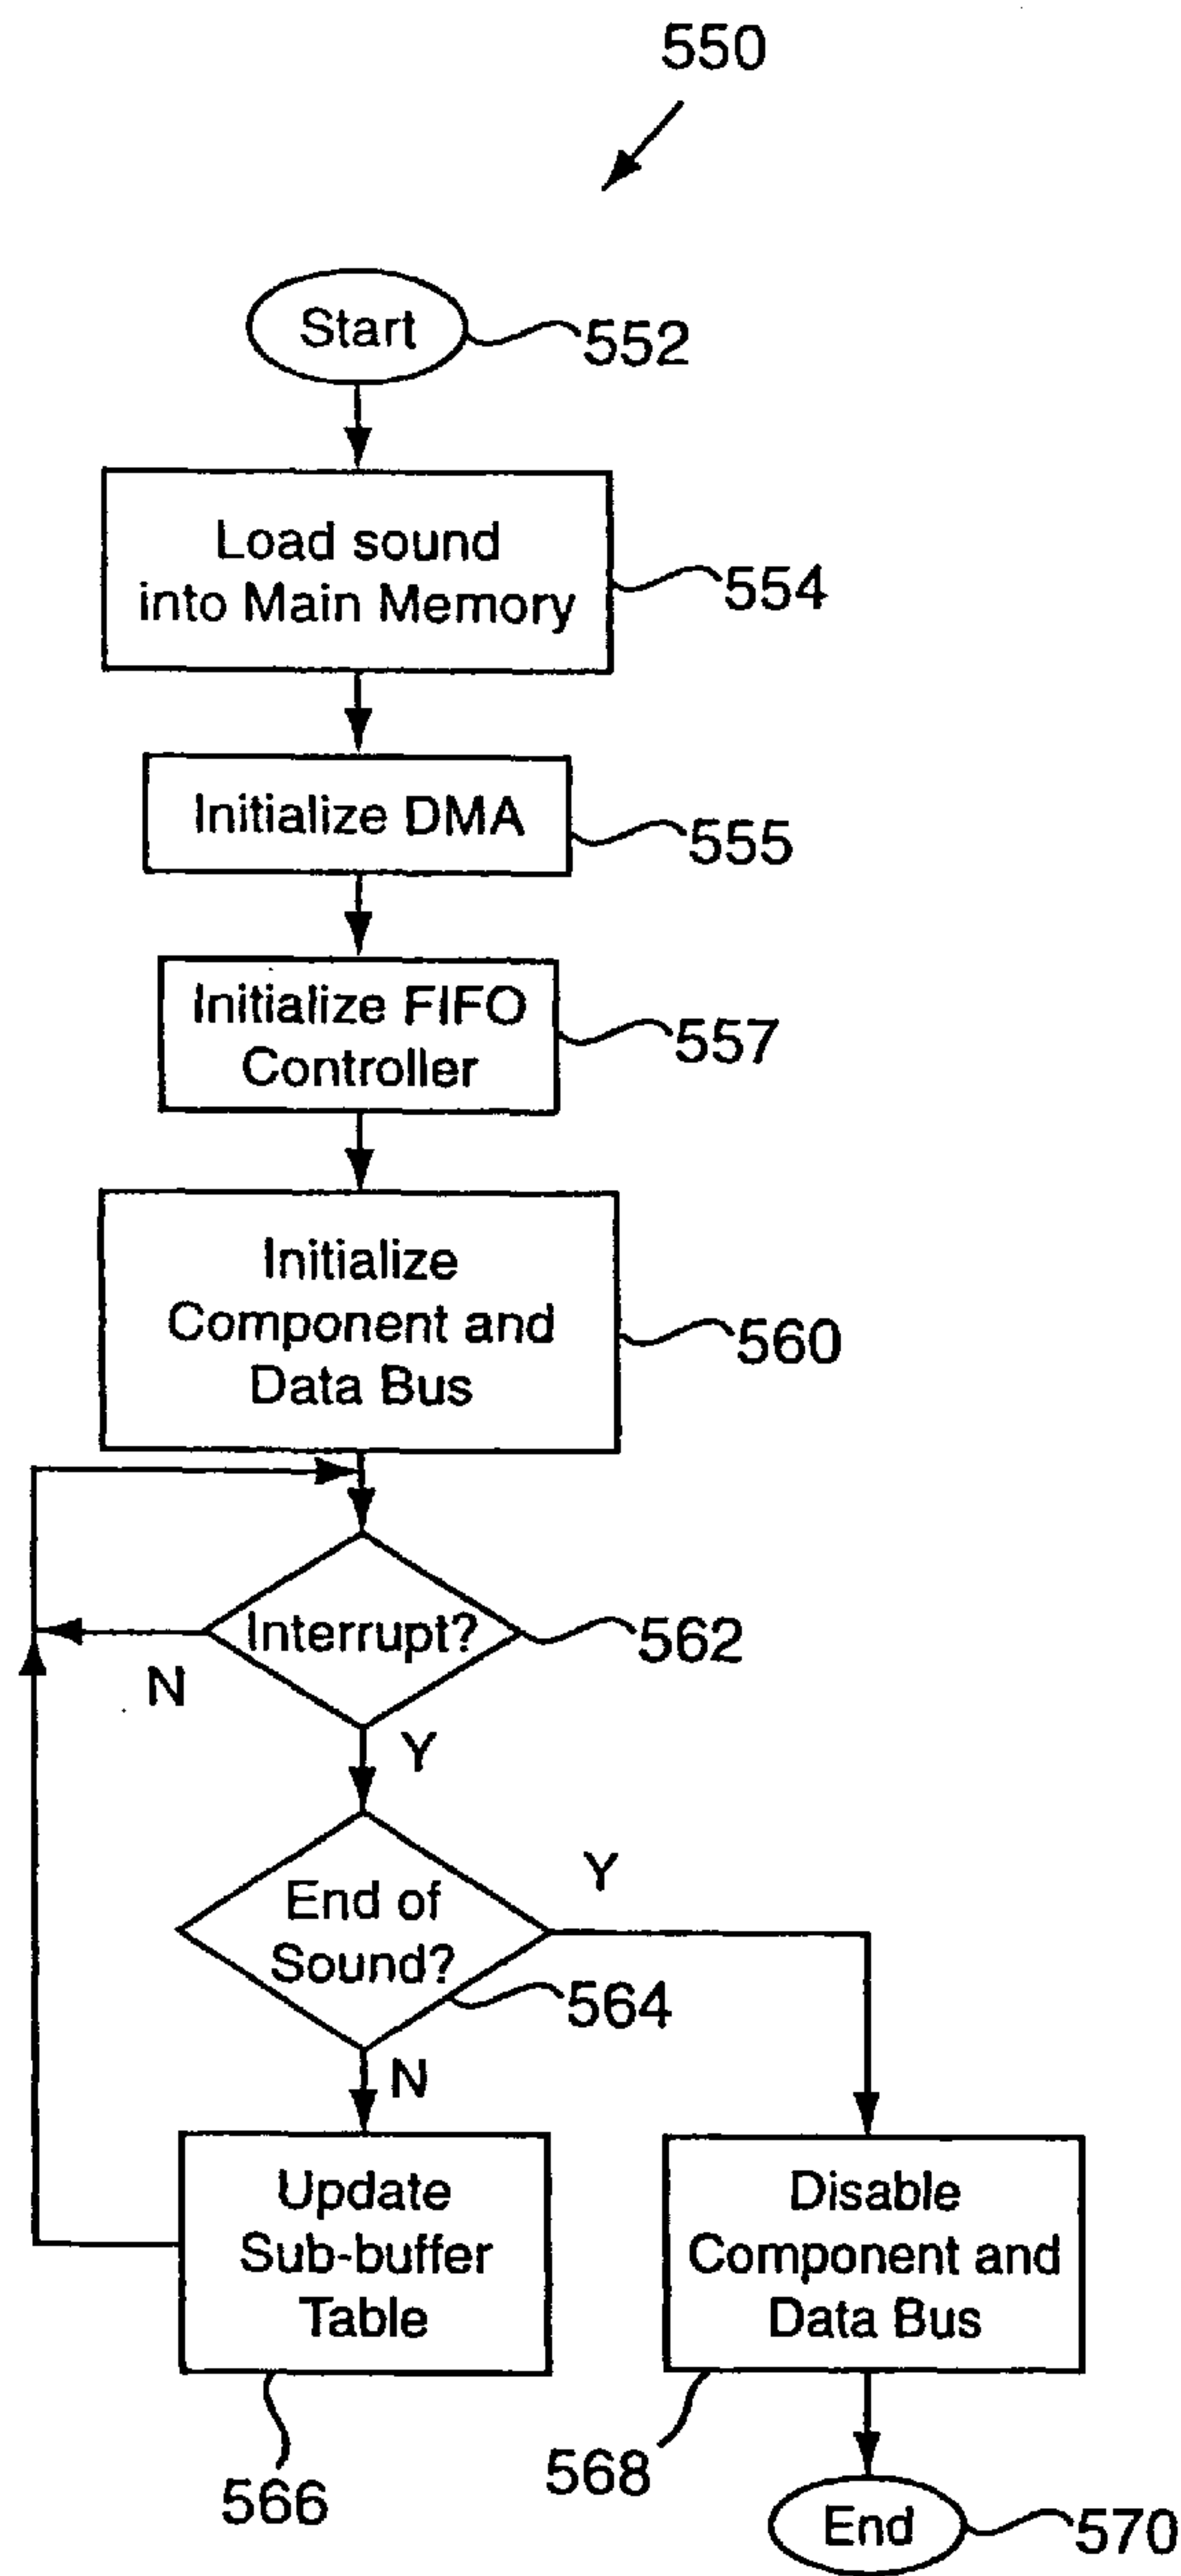 550
Start
552
Load sound
into Main Memory
554
Initialize DMA
555
Initialize FIFO
Controller
557
Initialize
Component and
Data Bus
560
Interrupt?
562
N
Y
End of
Sound?
Y
564
N
Update
Sub-buffer
Table
566
Disable
Component and
Data Bus
568
End
570